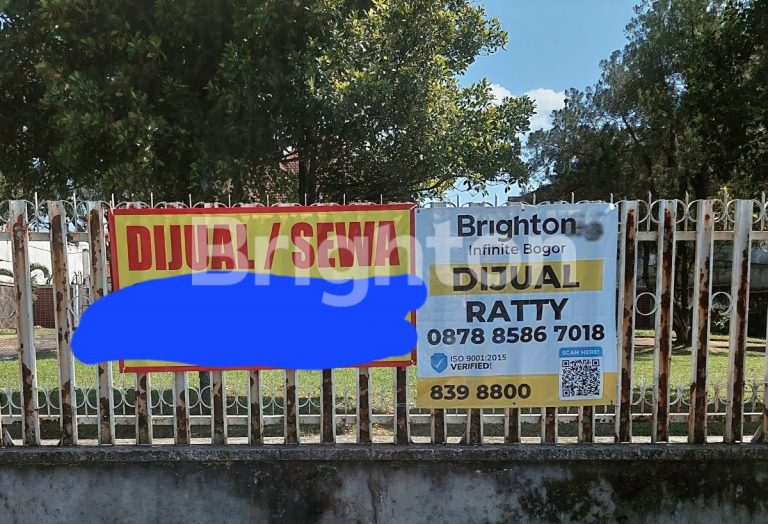 DIJUAL / SEWA
Brighton
Infinite Bogor
DIJUAL
RATTY
0878 8586 7018
ISO 9001:2015
VERIFIED!
SCAN HERE!
839 8800
Brighton